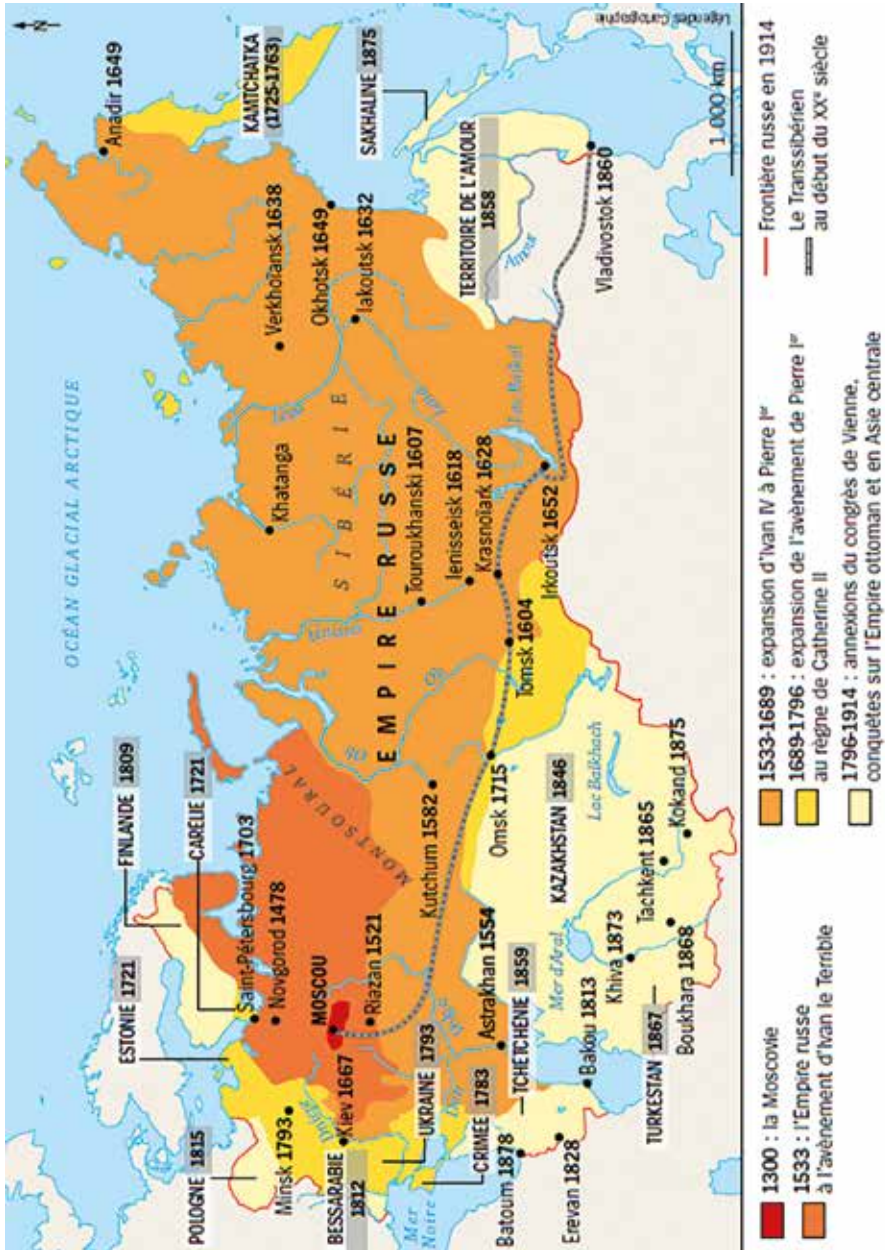 OCÉAN GLACIAL ARCTIQUE
N
Anadir 1649
KAMTCHATKA
(1725-1763)
SAKHALINE 1875
Verkhoïansk 1638
Okhotsk 1649
Iakoutsk 1632
TERRITOIRE DE L'AMOUR
1858
Amour
Vladivostok 1860
1.000 km
Légendes Cartographie
Khatanga
Lena
Lena
SIBÉRIE
EMPIRE RUSSE
Touroukhanski 1607
Ienisseisk 1618
Krasnoïark 1628
Lac Baïkal
Irkoutsk 1652
Tomsk 1604
Ob
Ob
MONTS OURAL
FINLANDE 1809
CARÉLIE 1721
ESTONIE 1721
POLOGNE 1815
Saint-Pétersbourg 1703
Novgorod 1478
MOSCOU
Riazan 1521
Kutchum 1582
Omsk 1715
Minsk 1793
Kiev 1667
Dniepr
Don
BESSARABIE
1812
UKRAINE 1793
CRIMÉE 1783
Mer
Noire
Astrakhan 1554
TCHETCHÉNIE 1859
Batoum 1878
Erevan 1828
Bakou 1813
Mer d'Aral
KAZAKHSTAN 1846
Lac Balkhach
Khiva 1873
Tachkent 1865
Kokand 1875
Boukhara 1868
TURKESTAN 1867
1300 : la Moscovie
1533 : l'Empire russe
à l'avènement d'Ivan le Terrible
1533-1689 : expansion d'Ivan IV à Pierre Ier
1689-1796 : expansion de l'avènement de Pierre Ier
au règne de Catherine II
1796-1914 : annexions du congrès de Vienne,
conquêtes sur l'Empire ottoman et en Asie centrale
Frontière russe en 1914
Le Transsibérien
au début du XXe siècle